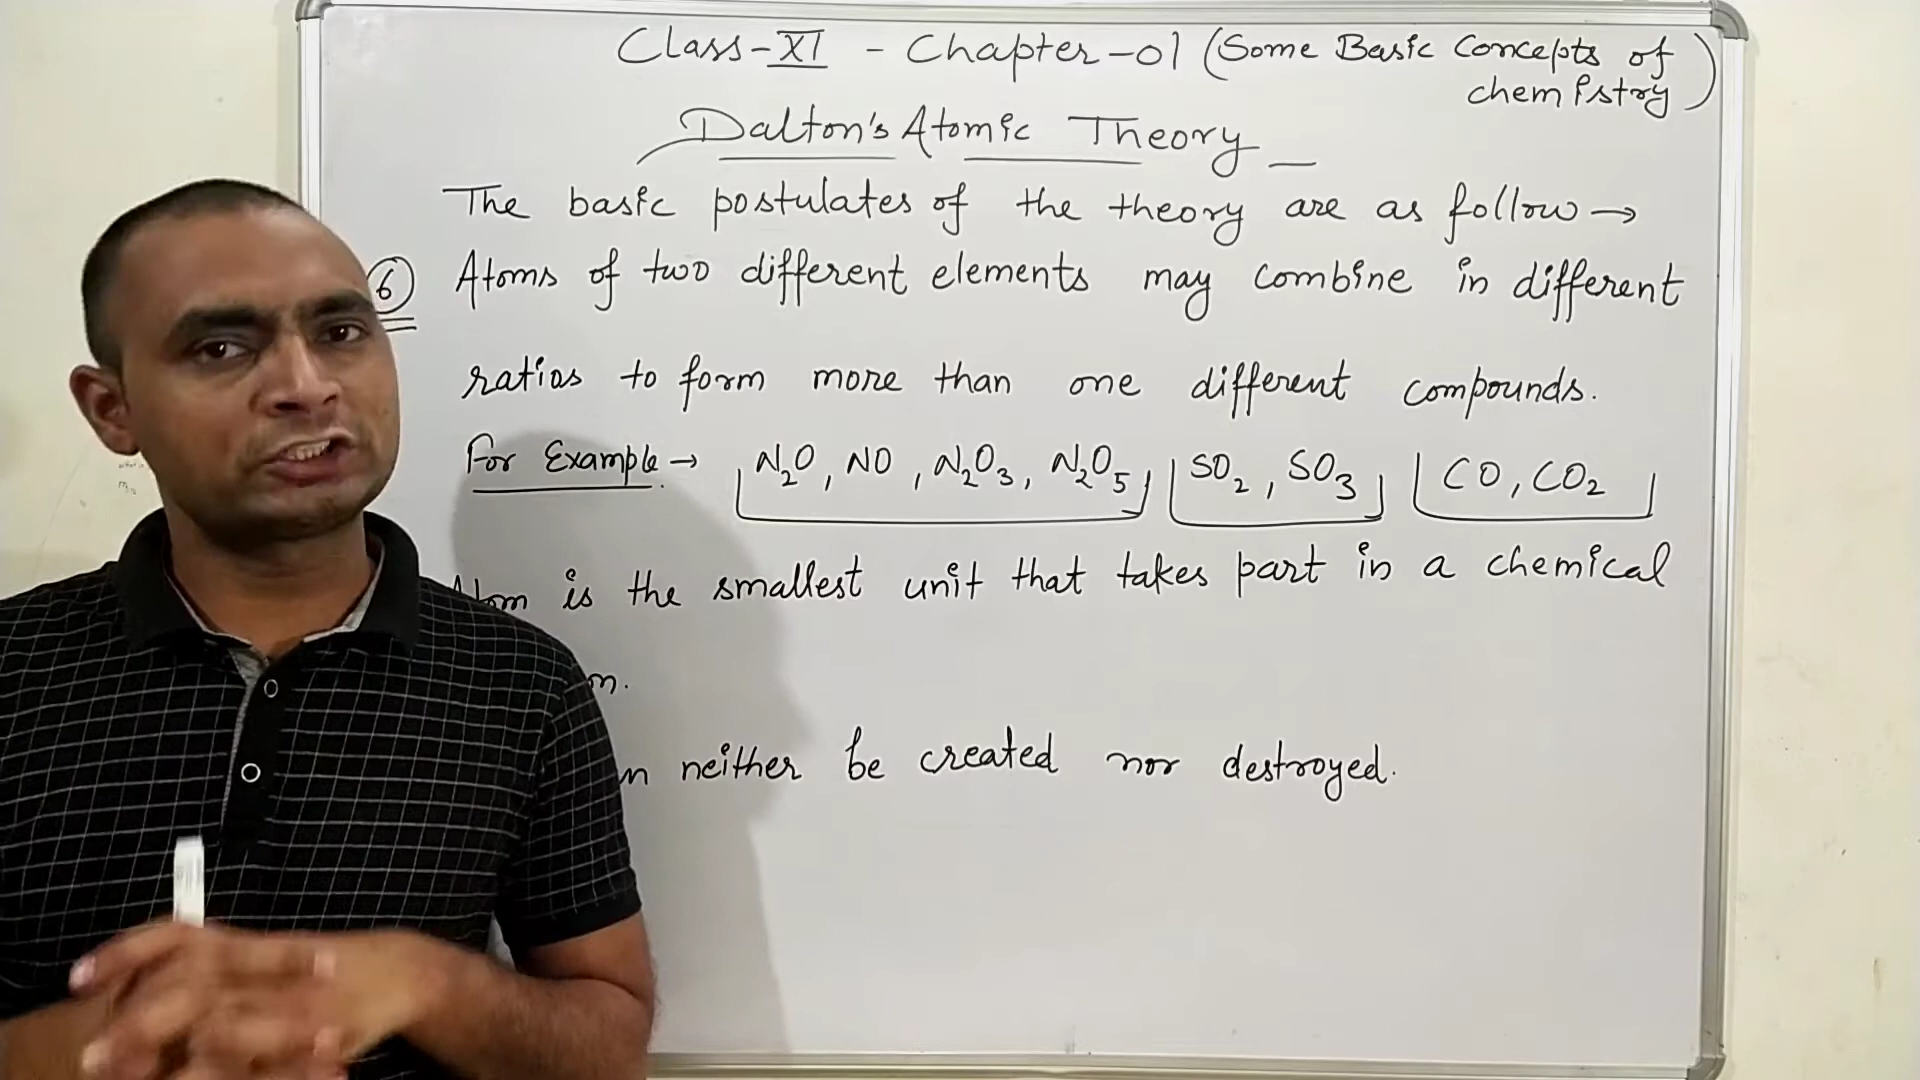 Class-XI - Chapter-01 (Some Basic Concepts of
chemistry)
Dalton's Atomic Theory
The basic postulates of the theory are as follow →
6 Atoms of two different elements may combine in different
ratios to form more than one different compounds.
For Example → N₂O, NO, N₂O₃, N₂O₅, SO₂, SO₃ CO, CO₂
is the smallest unit that takes part in a chemical
neither be created nor destroyed.